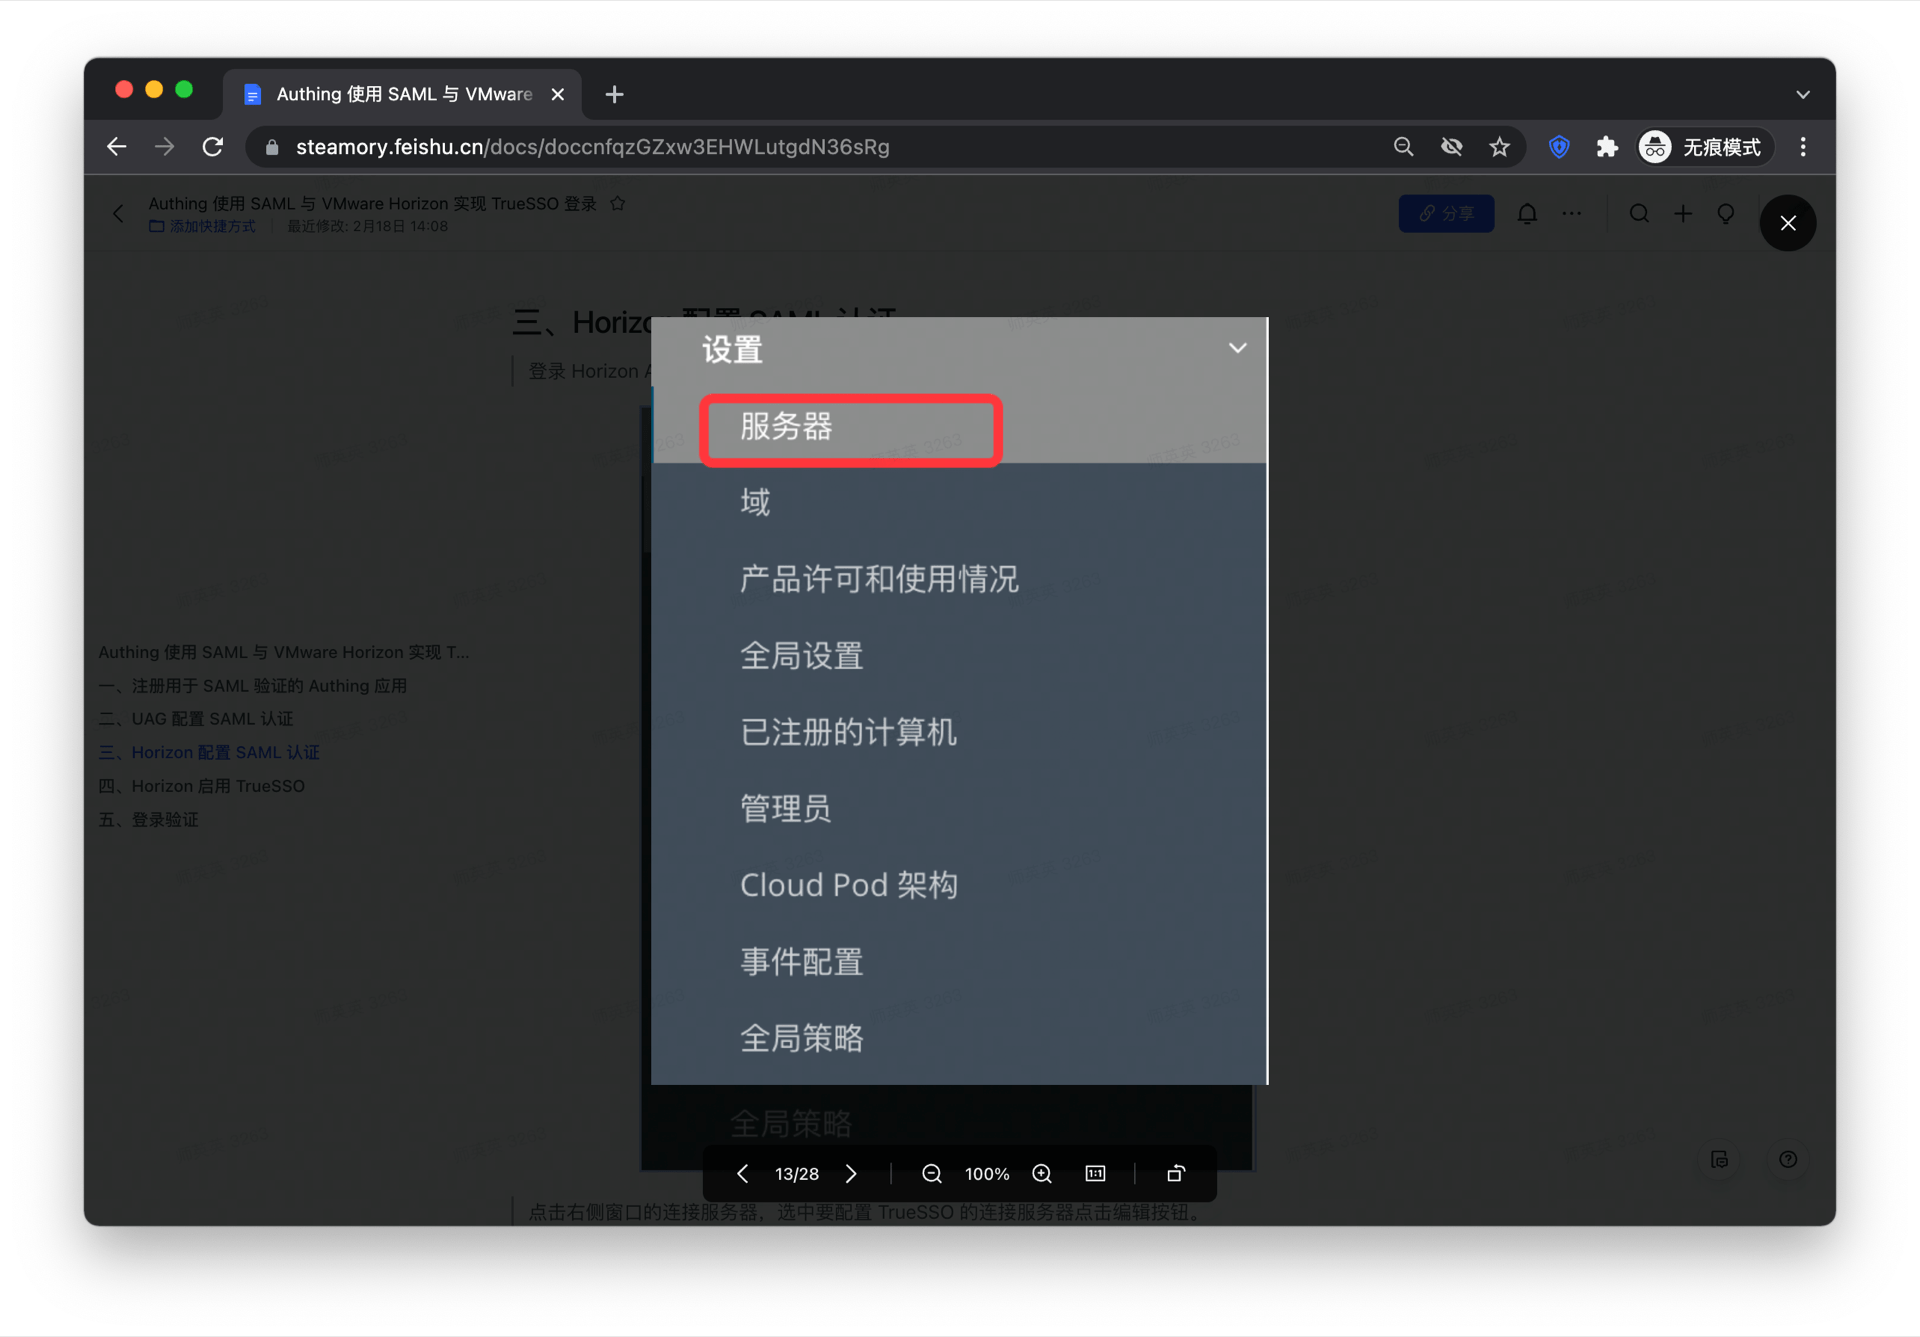 Authing 使用 SAML 与 VMware
steamory.feishu.cn/docs/doccnfqzGZxw3EHWLutgdN36sRg
无痕模式
Authing 使用 SAML 与 VMware Horizon 实现 TrueSSO 登录
添加快捷方式 最近修改: 2月18日 14:08
分享
三、Horizon 配置 SAML 认证
登录 Horizon A
设置
服务器
域
产品许可和使用情况
全局设置
已注册的计算机
管理员
Cloud Pod 架构
事件配置
全局策略
Authing 使用 SAML 与 VMware Horizon 实现 T...
一、注册用于 SAML 验证的 Authing 应用
二、UAG 配置 SAML 认证
三、Horizon 配置 SAML 认证
四、Horizon 启用 TrueSSO
五、登录验证
全局策略
13/28
100%
1:1
点击右侧窗口的连接服务器，选中要配置 TrueSSO 的连接服务器点击编辑按钮。